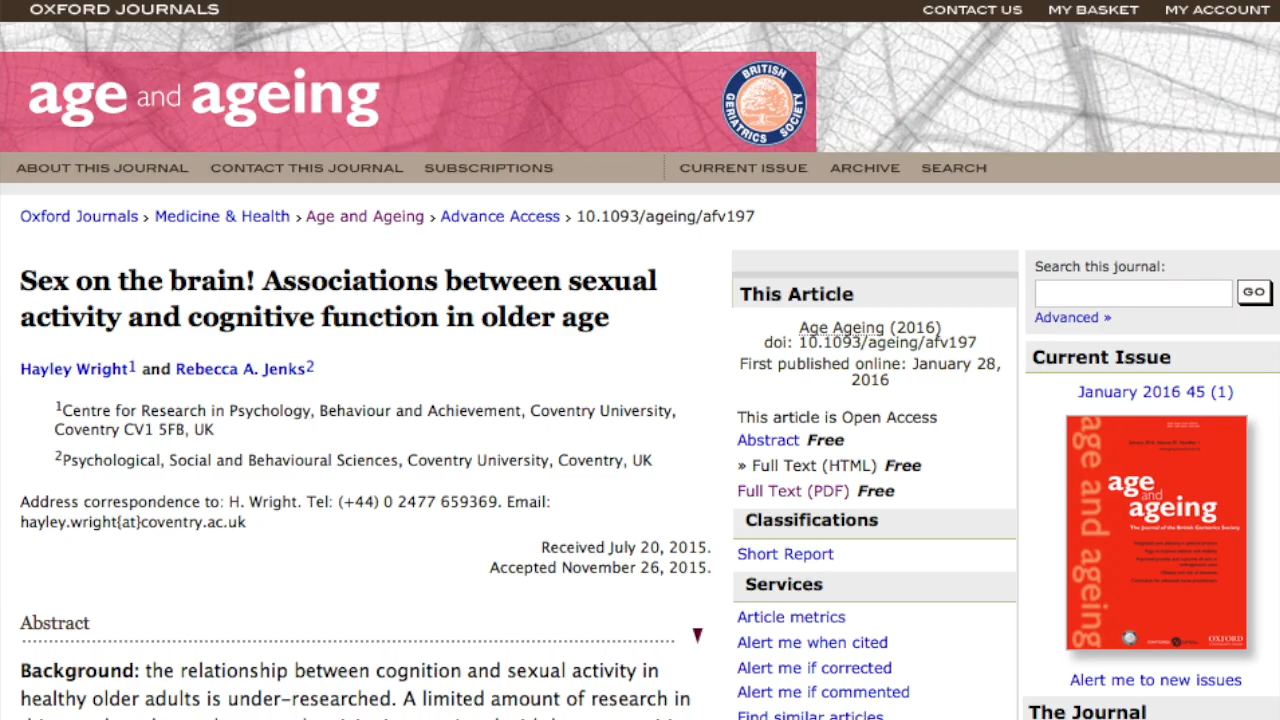 OXFORD JOURNALS
CONTACT US MY BASKET MY ACCOUNT
age and ageing
BRITISH GERIATRICS SOCIETY
ABOUT THIS JOURNAL CONTACT THIS JOURNAL SUBSCRIPTIONS CURRENT ISSUE ARCHIVE SEARCH
Oxford Journals › Medicine & Health › Age and Ageing › Advance Access › 10.1093/ageing/afv197
Sex on the brain! Associations between sexual
activity and cognitive function in older age
Hayley Wright1 and Rebecca A. Jenks2
1Centre for Research in Psychology, Behaviour and Achievement, Coventry University,
Coventry CV1 5FB, UK
2Psychological, Social and Behavioural Sciences, Coventry University, Coventry, UK
Address correspondence to: H. Wright. Tel: (+44) 0 2477 659369. Email:
hayley.wright{at}coventry.ac.uk
Received July 20, 2015.
Accepted November 26, 2015.
Abstract
Background: the relationship between cognition and sexual activity in
healthy older adults is under-researched. A limited amount of research in
This Article
Age Ageing (2016)
doi: 10.1093/ageing/afv197
First published online: January 28,
2016
This article is Open Access
Abstract Free
» Full Text (HTML) Free
Full Text (PDF) Free
Classifications
Short Report
Services
Article metrics
Alert me when cited
Alert me if corrected
Alert me if commented
Find similar articles
Search this journal:
GO
Advanced »
Current Issue
January 2016 45 (1)
age and ageing
age
and
ageing
The Journal of the British Geriatrics Society
OXFORD
Alert me to new issues
The Journal